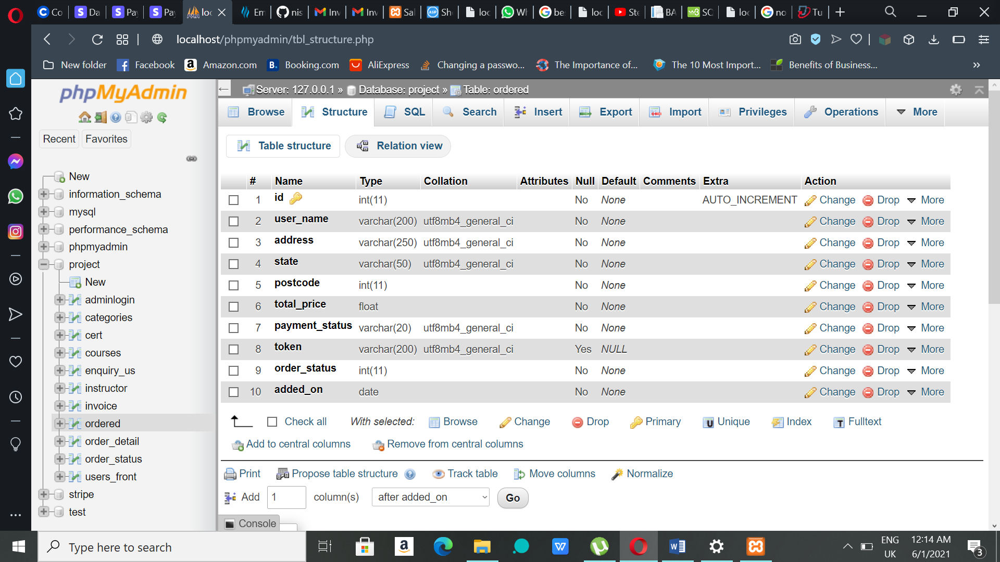 Co
Da
Pay
Pay
loc
Em
nis
Inv
Inv
Sal
Sh
loc
Wh
be
loc
Ste
BA
SC
loc
no
Tu
localhost/phpmyadmin/tbl_structure.php
New folder
Facebook
Amazon.com
Booking.com
AliExpress
Changing a passwo...
The Importance of...
The 10 Most Import...
Benefits of Business...
phpMyAdmin
Recent
Favorites
New
information_schema
mysql
performance_schema
phpmyadmin
project
New
adminlogin
categories
cert
courses
enquiry_us
instructor
invoice
ordered
order_detail
order_status
users_front
stripe
test
Server: 127.0.0.1 » Database: project » Table: ordered
Browse Structure SQL Search Insert Export Import Privileges Operations More
Table structure Relation view
# Name Type Collation Attributes Null Default Comments Extra Action
1 id int(11) No None AUTO_INCREMENT Change Drop More
2 user_name varchar(200) utf8mb4_general_ci No None Change Drop More
3 address varchar(250) utf8mb4_general_ci No None Change Drop More
4 state varchar(50) utf8mb4_general_ci No None Change Drop More
5 postcode int(11) No None Change Drop More
6 total_price float No None Change Drop More
7 payment_status varchar(20) utf8mb4_general_ci No None Change Drop More
8 token varchar(200) utf8mb4_general_ci Yes NULL Change Drop More
9 order_status int(11) No None Change Drop More
10 added_on date No None Change Drop More
Check all With selected: Browse Change Drop Primary Unique Index Fulltext
Add to central columns Remove from central columns
Print Propose table structure Track table Move columns Normalize
Add 1 column(s) after added_on Go
Console
Type here to search
ENG
UK
12:14 AM
6/1/2021
3